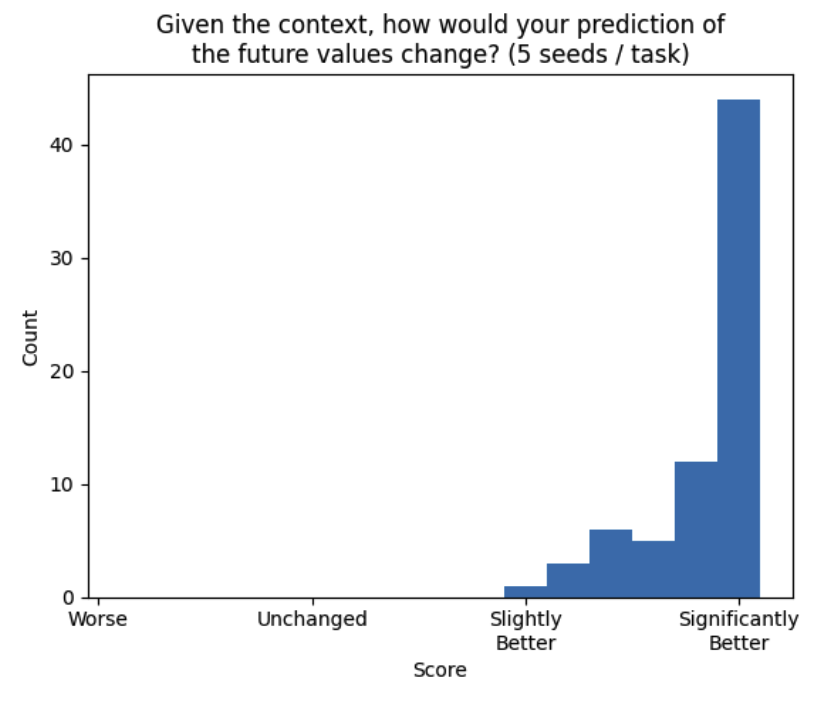 Given the context, how would your prediction of
the future values change? (5 seeds / task)
40
30
20
10
0
Count
Worse
Unchanged
Slightly
Better
Significantly
Better
Score